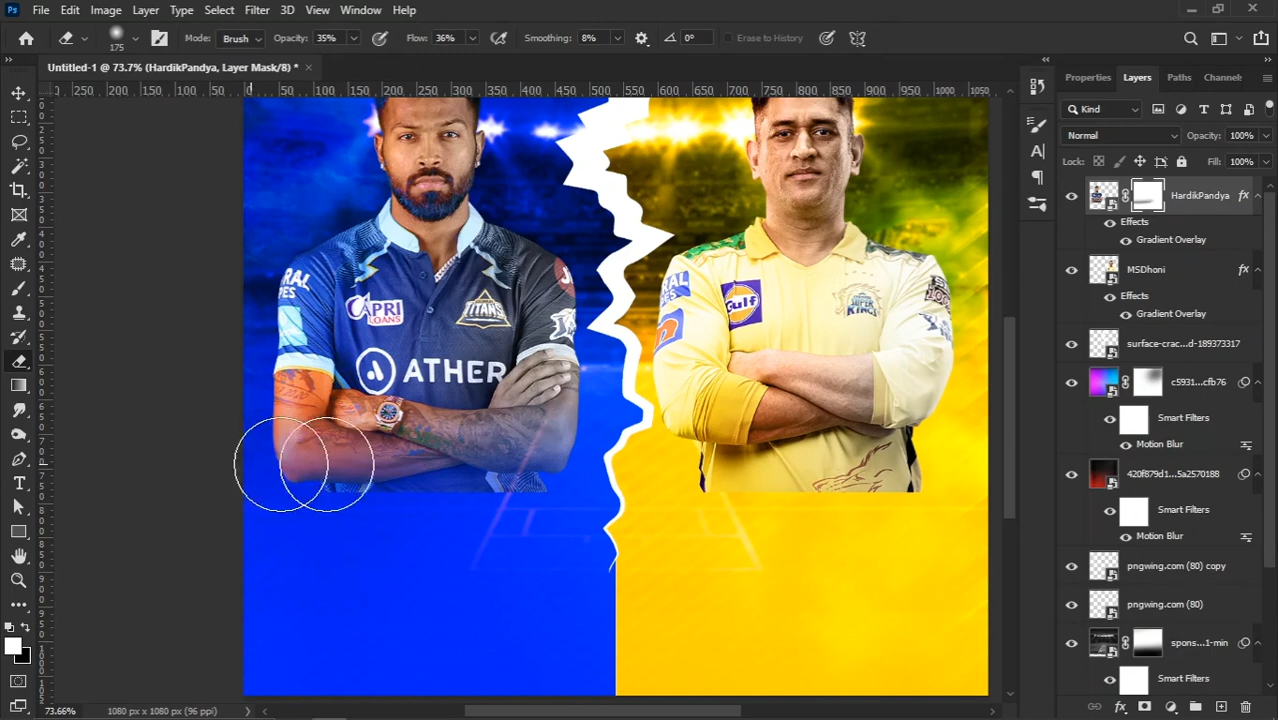 Ps File Edit Image Layer Type Select Filter 3D View Window Help
175 Mode: Brush Opacity: 35% Flow: 36% Smoothing: 8% 0° Erase to History
Untitled-1 @ 73.7% (HardikPandya, Layer Mask/8) * ×
250 200 150 100 50 0 50 100 150 200 250 300 350 400 450 500 550 600 650 700 750 800 850 900 950 1000 1050
CAPRI
LOANS
TITANS
ATHER
Gulf
SUPER
KINGS
Properties Layers Paths Channel:
Kind
Normal Opacity: 100%
Lock: Fill: 100%
HardikPandya fx
Effects
Gradient Overlay
MSDhoni fx
Effects
Gradient Overlay
surface-crac...d-189373317
c5931...cfb76
Smart Filters
Motion Blur
420f879d1...5a2570188
Smart Filters
Motion Blur
pngwing.com (80) copy
pngwing.com (80)
spons...1-min
Smart Filters
73.66% 1080 px x 1080 px (96 ppi)